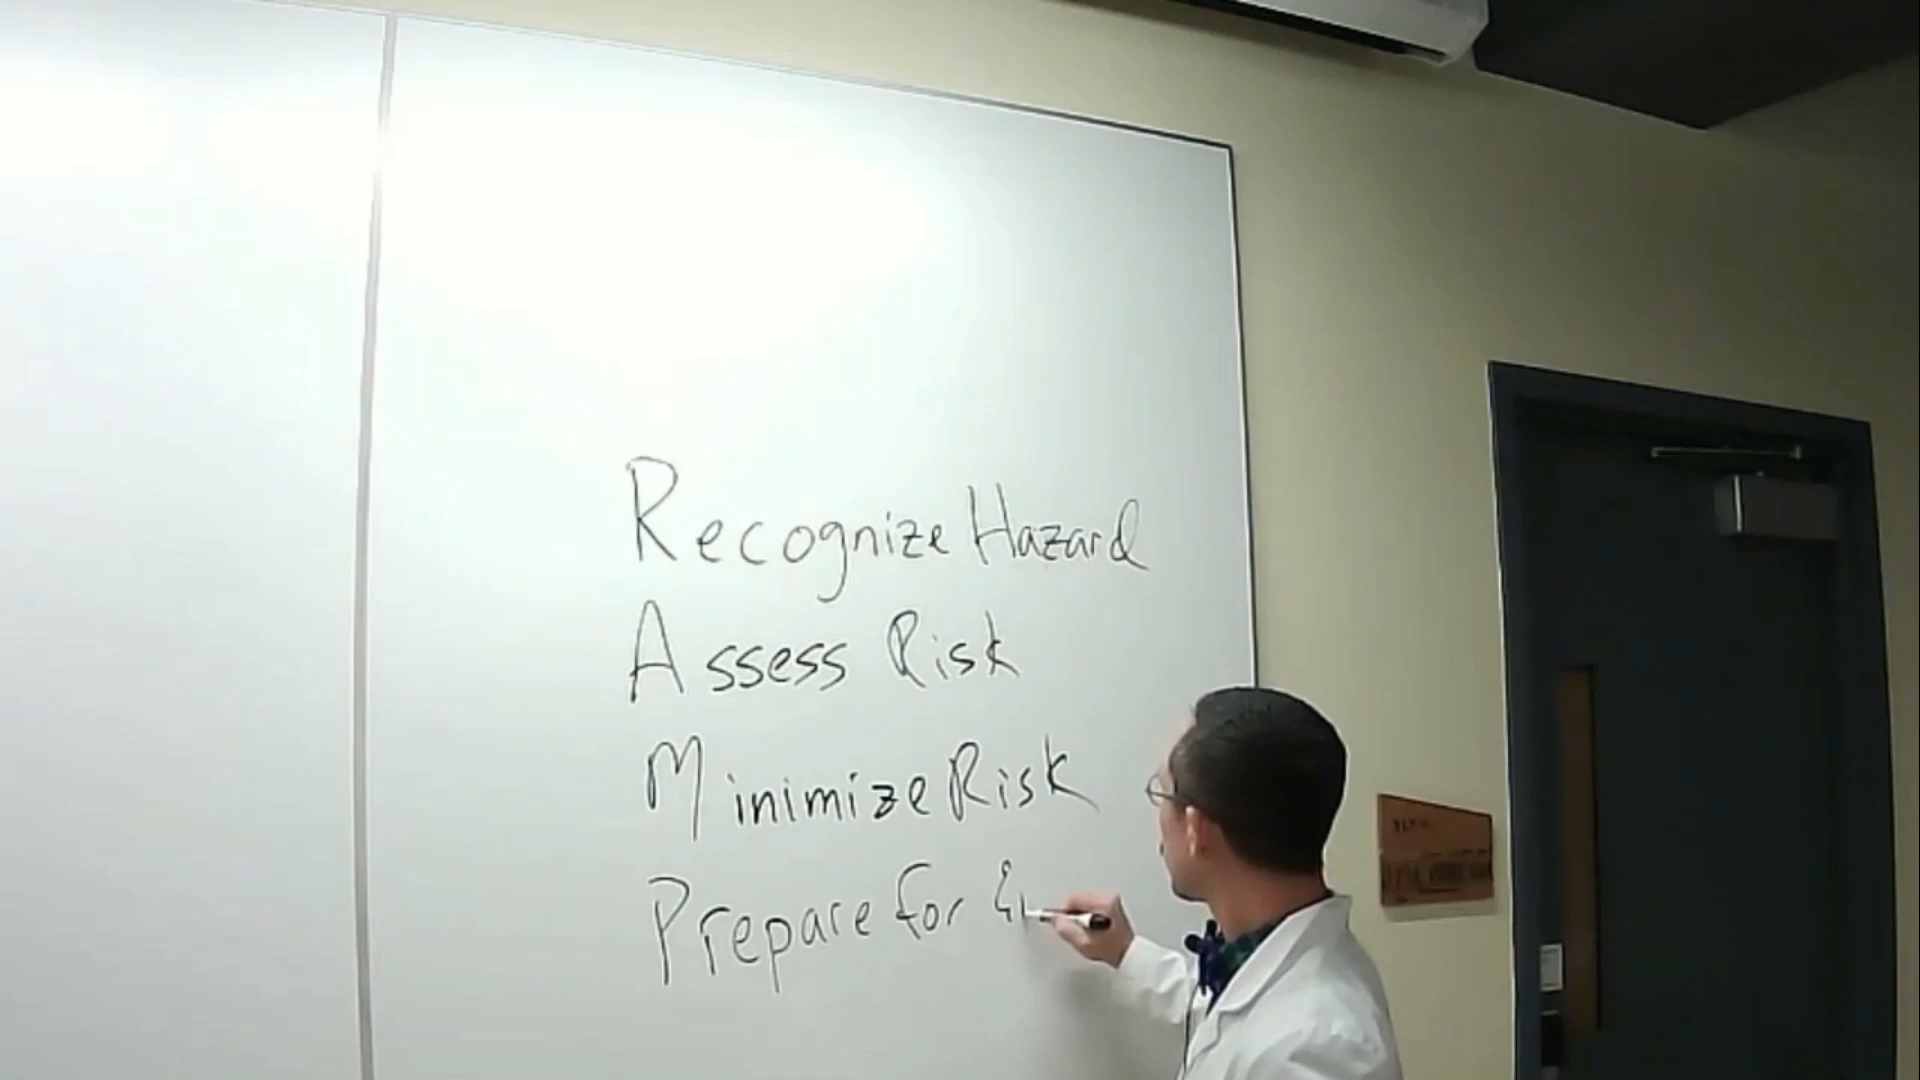 Recognize Hazard
Assess Risk
Minimize Risk
Prepare for